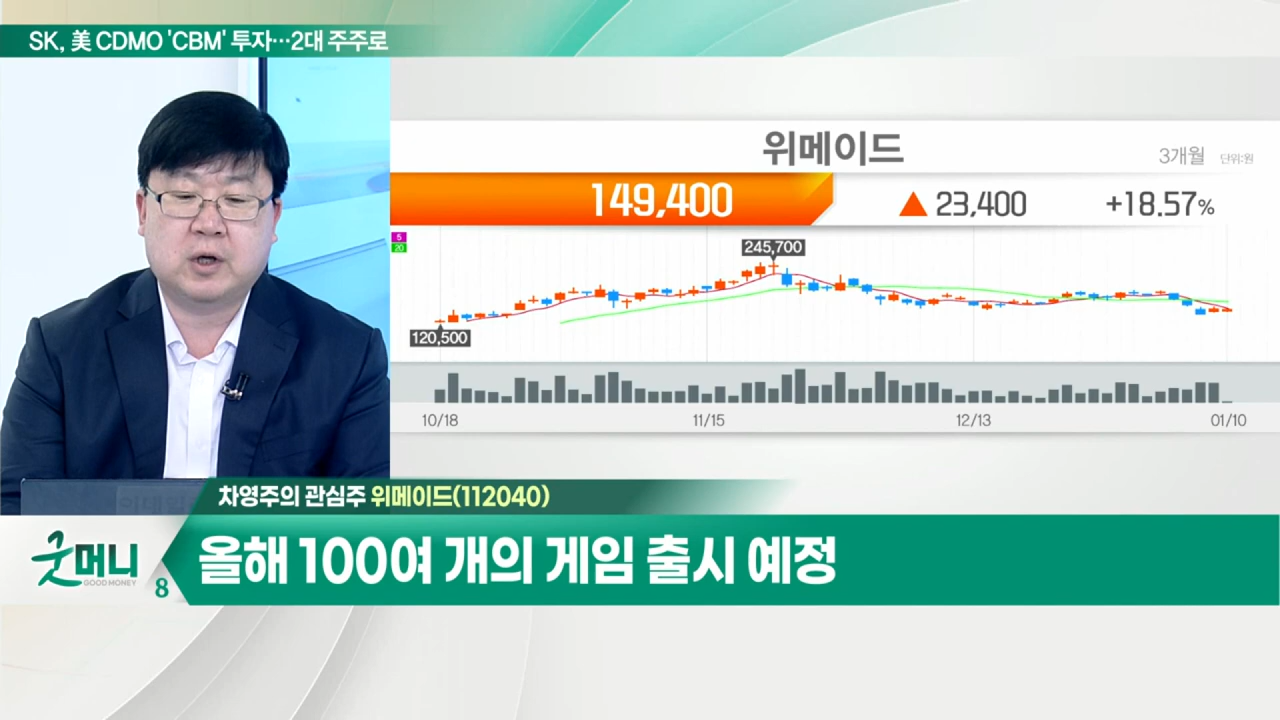 SK, 美 CDMO 'CBM' 투자…2대 주주로
위메이드
3개월 단위:원
149,400 ▲ 23,400 +18.57%
5
20
245,700
120,500
10/18 11/15 12/13 01/10
차영주의 관심주 위메이드(112040)
굿머니
GOOD MONEY
8
올해 100여 개의 게임 출시 예정